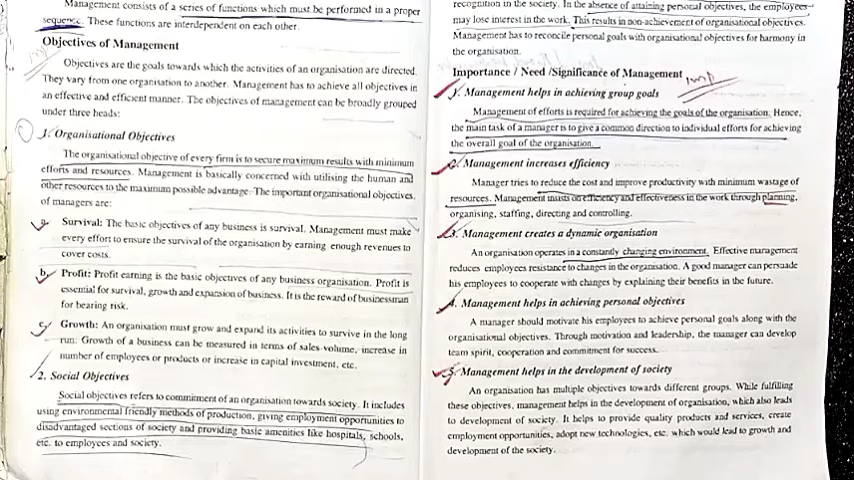 Management consists of a series of functions which must be performed in a proper
sequence. These functions are interdependent on each other.
Objectives of Management
Objectives are the goals towards which the activities of an organisation are directed.
They vary from one organisation to another. Management has to achieve all objectives in
an effective and efficient manner. The objectives of management can be broadly grouped
under three heads:
1. Organisational Objectives
The organisational objective of every firm is to secure maximum results with minimum
efforts and resources. Management is basically concerned with utilising the human and
other resources to the maximum possible advantage. The important organisational objectives
of managers are:
a. Survival: The basic objectives of any business is survival. Management must make
every effort to ensure the survival of the organisation by earning enough revenues to
cover costs.
b. Profit: Profit earning is the basic objectives of any business organisation. Profit is
essential for survival, growth and expansion of business. It is the reward of businessman
for bearing risk.
c. Growth: An organisation must grow and expand its activities to survive in the long
run. Growth of a business can be measured in terms of sales volume, increase in
number of employees or products or increase in capital investment, etc.
2. Social Objectives
Social objectives refers to commitment of an organisation towards society. It includes
using environmental friendly methods of production, giving employment opportunities to
disadvantaged sections of society and providing basic amenities like hospitals, schools,
etc. to employees and society.
recognition in the society. In the absence of attaining personal objectives, the employees
may lose interest in the work. This results in non-achievement of organisational objectives.
Management has to reconcile personal goals with organisational objectives for harmony in
the organisation.
Importance / Need /Significance of Management imp
1. Management helps in achieving group goals
Management of efforts is required for achieving the goals of the organisation. Hence,
the main task of a manager is to give a common direction to individual efforts for achieving
the overall goal of the organisation.
2. Management increases efficiency
Manager tries to reduce the cost and improve productivity with minimum wastage of
resources. Management insists on efficiency and effectiveness in the work through planning,
organising, staffing, directing and controlling.
3. Management creates a dynamic organisation
An organisation operates in a constantly changing environment. Effective management
reduces employees resistance to changes in the organisation. A good manager can persuade
his employees to cooperate with changes by explaining their benefits in the future.
4. Management helps in achieving personal objectives
A manager should motivate his employees to achieve personal goals along with the
organisational objectives. Through motivation and leadership, the manager can develop
team spirit, cooperation and commitment for success.
5. Management helps in the development of society
An organisation has multiple objectives towards different groups. While fulfilling
these objectives, management helps in the development of organisation, which also leads
to development of society. It helps to provide quality products and services, create
employment opportunities, adopt new technologies, etc. which would lead to growth and
development of the society.